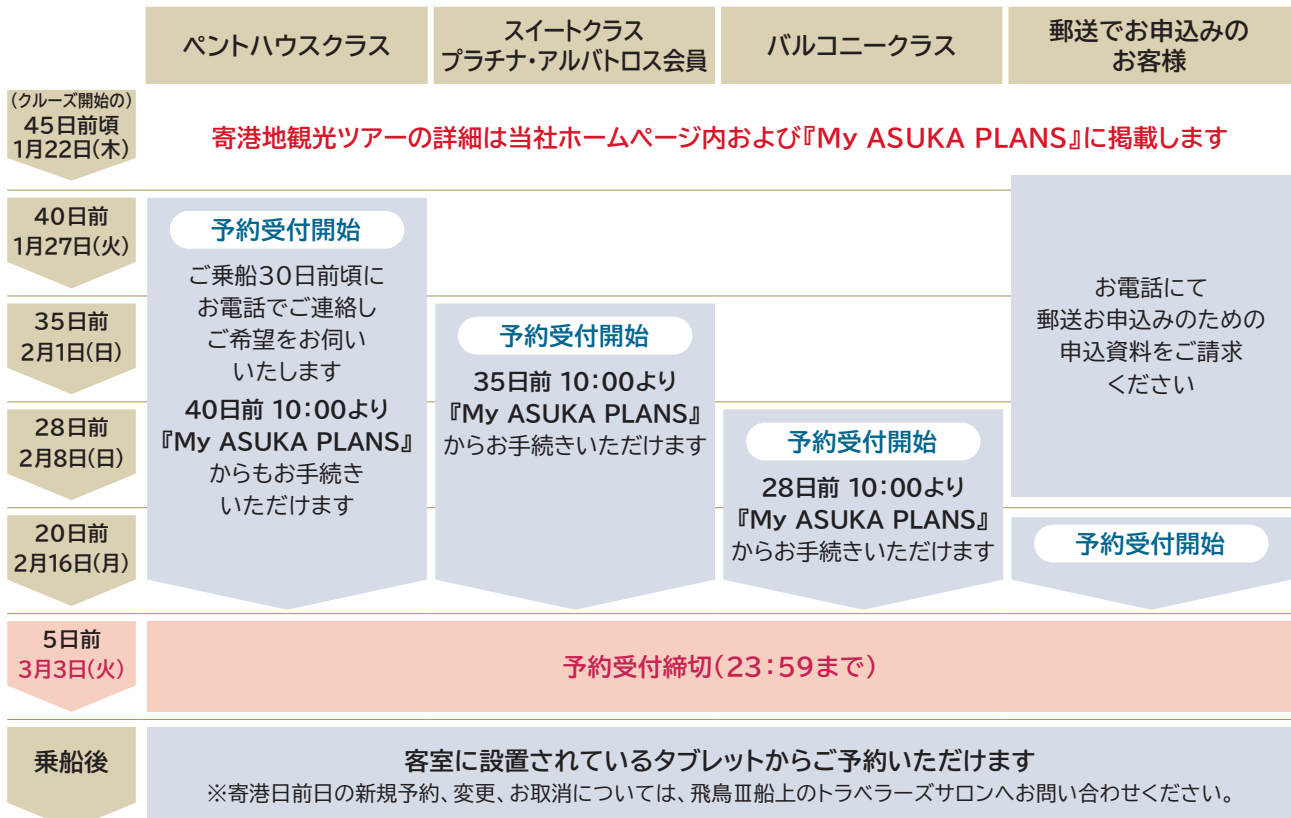 ペントハウスクラス
スイートクラス
プラチナ・アルバトロス会員
バルコニークラス
郵送でお申込みの
お客様
(クルーズ開始の)
45日前頃
1月22日(木)
寄港地観光ツアーの詳細は当社ホームページ内および『My ASUKA PLANS』に掲載します
40日前
1月27日(火)
予約受付開始
ご乗船30日前頃に
お電話でご連絡し
ご希望をお伺い
いたします
40日前 10:00より
『My ASUKA PLANS』
からもお手続き
いただけます
お電話にて
郵送お申込みのための
申込資料をご請求
ください
35日前
2月1日(日)
予約受付開始
35日前 10:00より
『My ASUKA PLANS』
からお手続きいただけます
28日前
2月8日(日)
予約受付開始
28日前 10:00より
『My ASUKA PLANS』
からお手続きいただけます
20日前
2月16日(月)
予約受付開始
5日前
3月3日(火)
予約受付締切(23:59まで)
乗船後
客室に設置されているタブレットからご予約いただけます
※寄港日前日の新規予約、変更、お取消については、飛鳥Ⅲ船上のトラベラーズサロンへお問い合わせください。